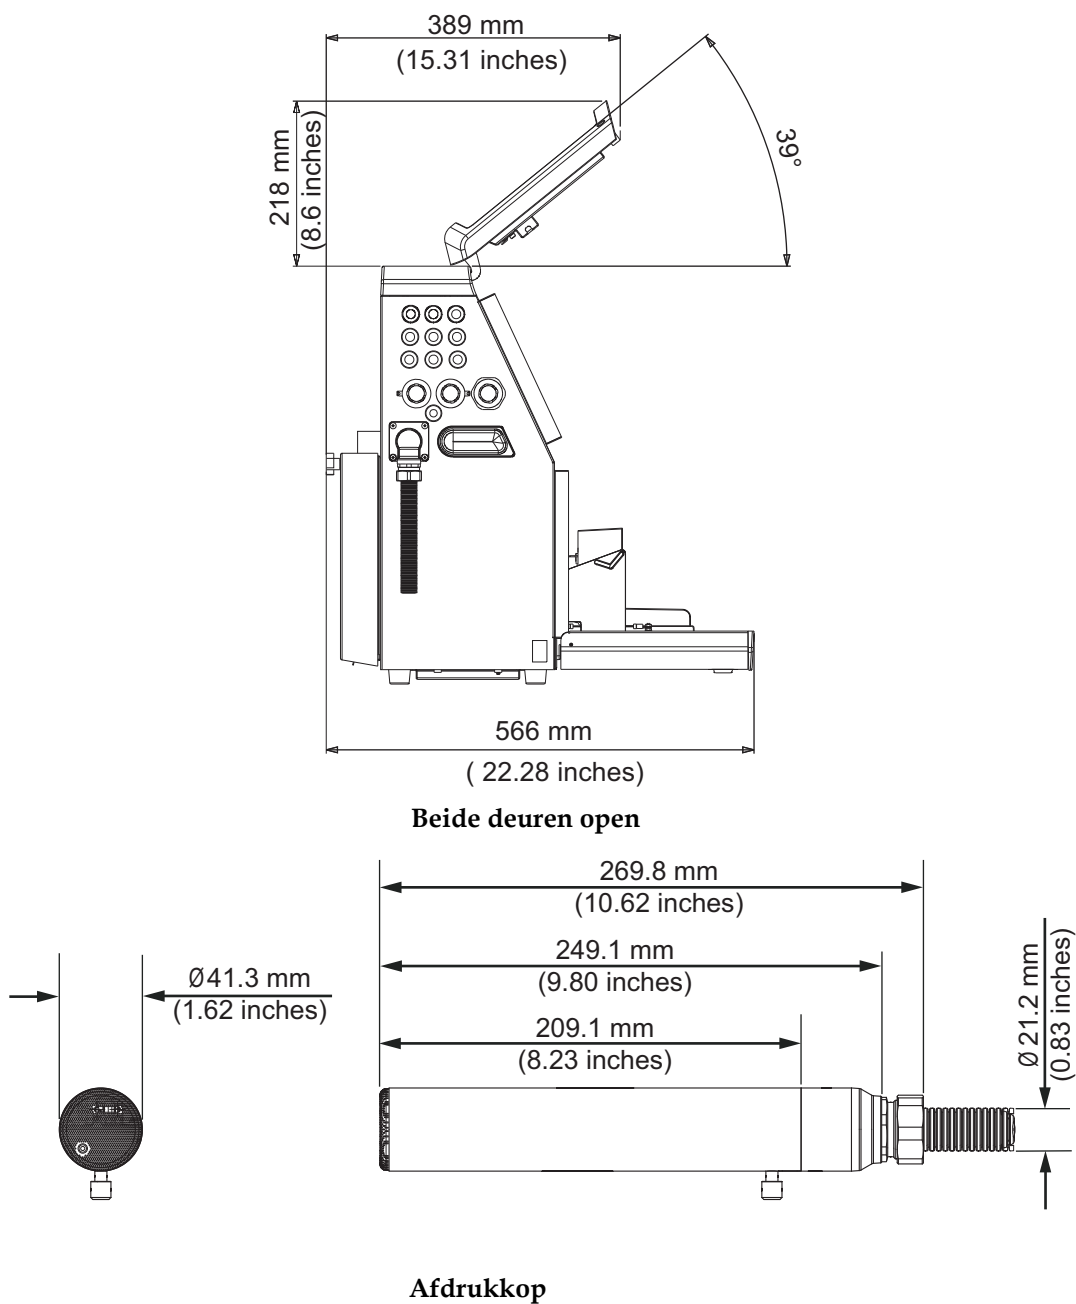 389 mm
(15.31 inches)
218 mm
(8.6 inches)
39°
566 mm
( 22.28 inches)
Beide deuren open
269.8 mm
(10.62 inches)
249.1 mm
(9.80 inches)
Ø41.3 mm
(1.62 inches)
209.1 mm
(8.23 inches)
Ø21.2 mm
(0.83 inches)
Afdrukkop